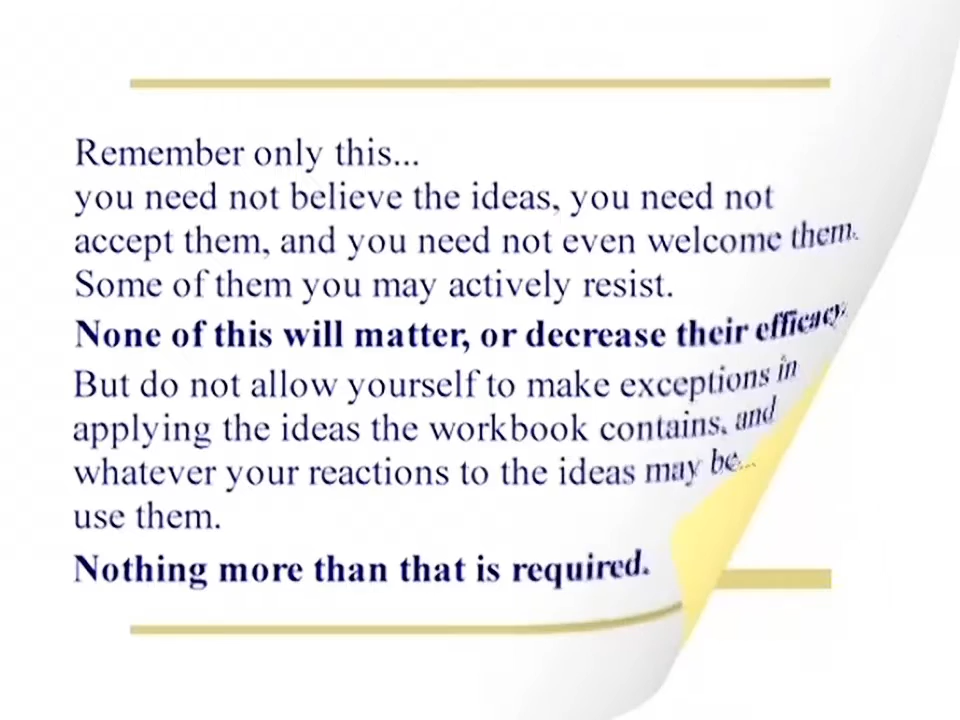 Remember only this...
you need not believe the ideas, you need not
accept them, and you need not even welcome them.
Some of them you may actively resist.
None of this will matter, or decrease their efficacy.
But do not allow yourself to make exceptions in
applying the ideas the workbook contains, and
whatever your reactions to the ideas may be...
use them.
Nothing more than that is required.